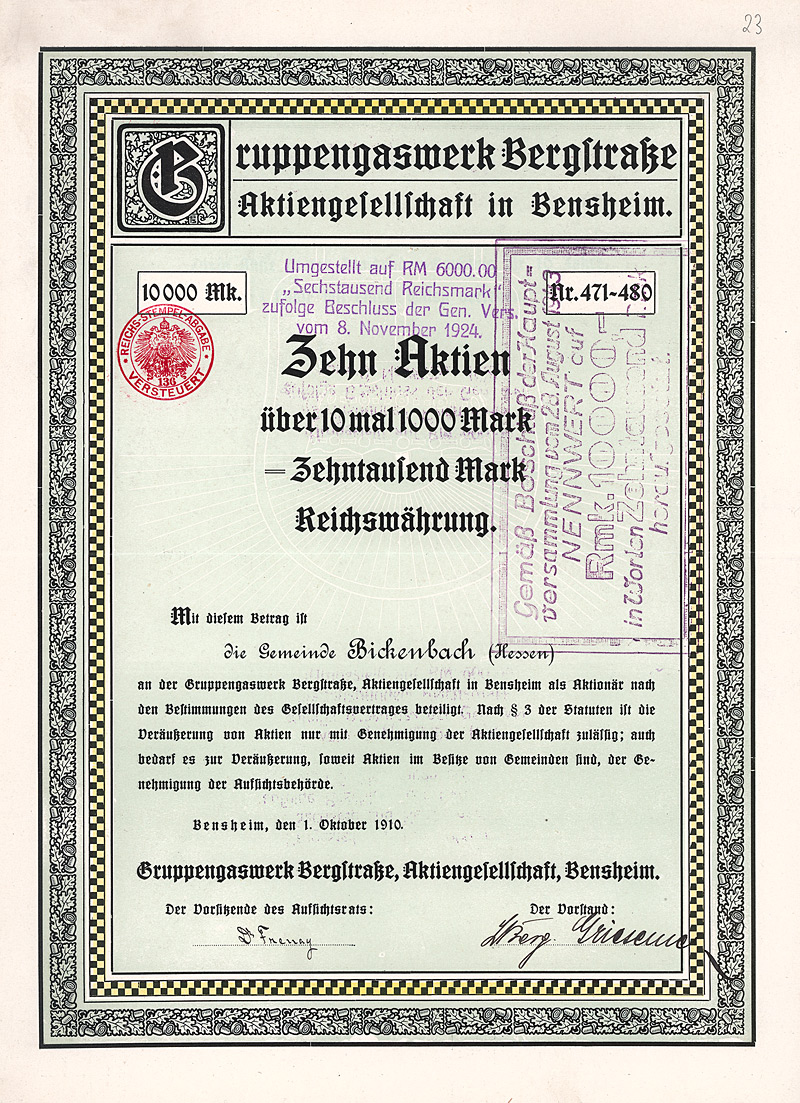 23
Gruppengaswerk Bergstraße
Aktiengesellschaft in Bensheim.
10000 Mk.
Umgestellt auf RM 6000.00
„Sechstausend Reichsmark“
zufolge Beschluss der Gen. Vers.
vom 8. November 1924.
Nr. 471-480
REICHS-STEMPEL-ABGABE
130
VERSTEUERT
Gemäß Beschluß der Haupt=
versammlung vom 28. August 19
NENNWERT auf
Rmk. 10000,-
in Worten Zehntausend
Zehn Aktien
über 10 mal 1000 Mark
= Zehntausend Mark
Reichswährung.
Mit diesem Betrag ist
die Gemeinde Bickenbach (Hessen)
an der Gruppengaswerk Bergstraße, Aktiengesellschaft in Bensheim als Aktionär nach
den Bestimmungen des Gesellschaftsvertrages beteiligt. Nach § 3 der Statuten ist die
Veräußerung von Aktien nur mit Genehmigung der Aktiengesellschaft zulässig; auch
bedarf es zur Veräußerung, soweit Aktien im Besitze von Gemeinden sind, der Ge-
nehmigung der Aufsichtsbehörde.
Bensheim, den 1. Oktober 1910.
Gruppengaswerk Bergstraße, Aktiengesellschaft, Bensheim.
Der Vorsitzende des Aufsichtsrats:
Der Vorstand:
Dr Frenay